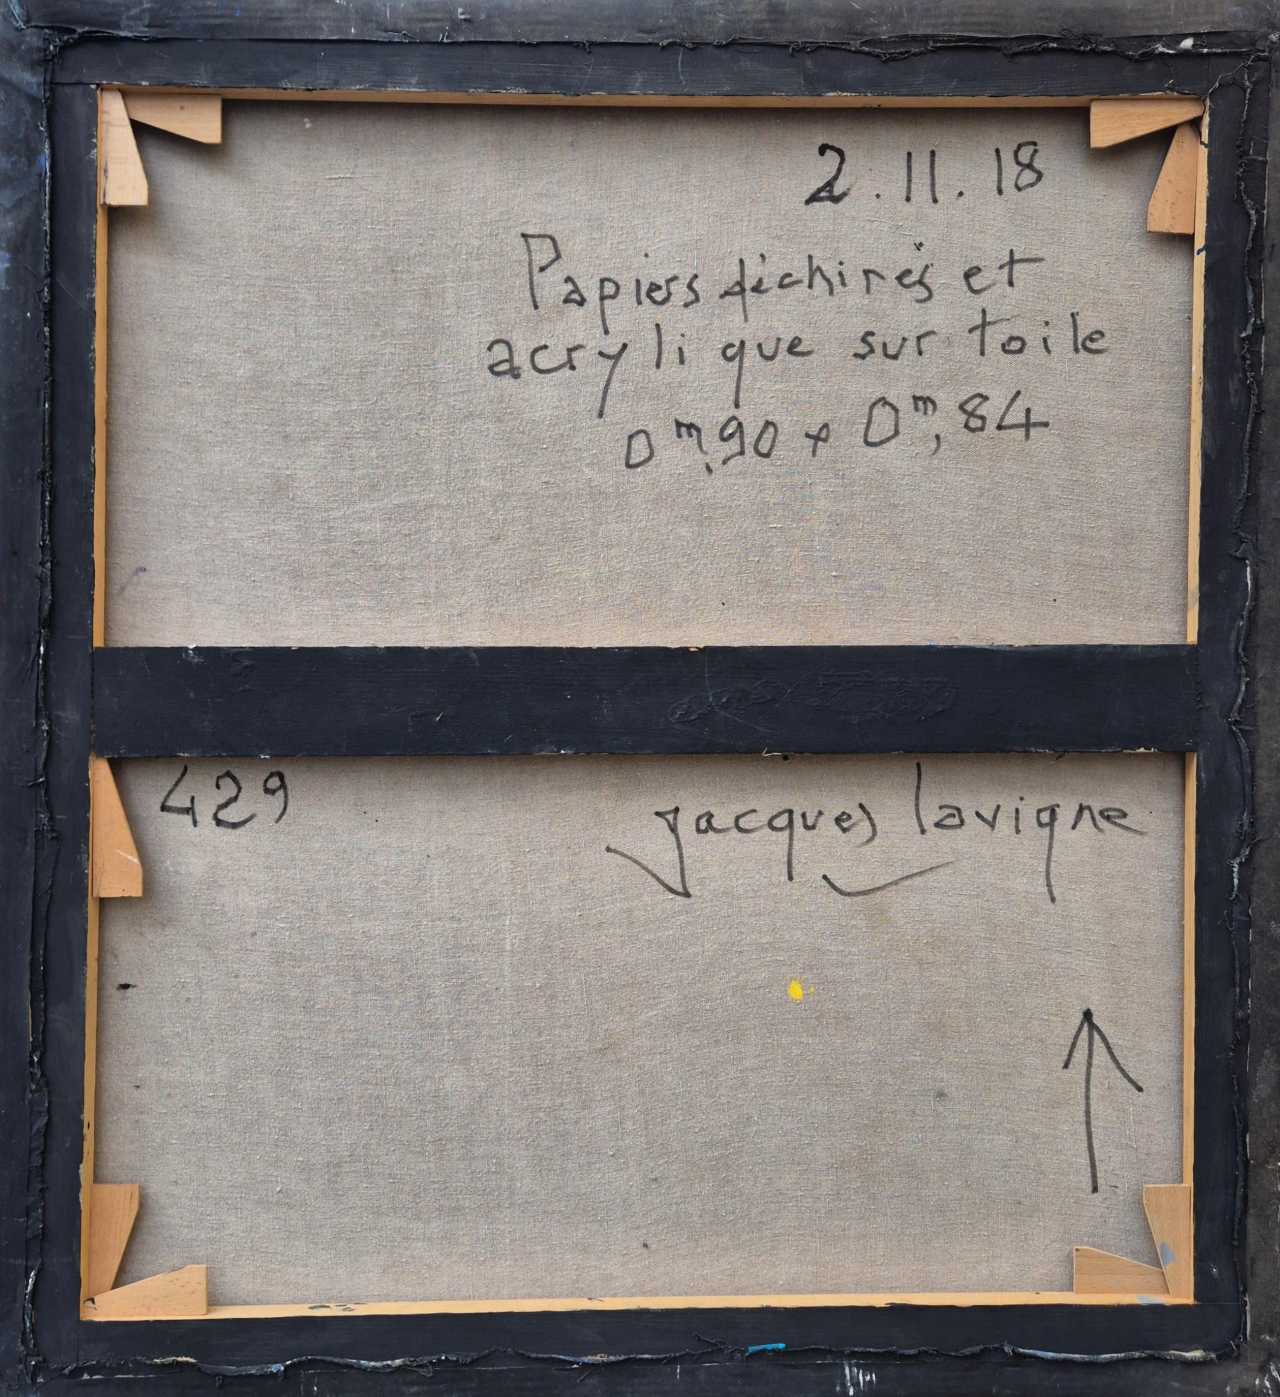 2.11.18
Papiers déchirés et
acrylique sur toile
0m,90 x 0m,84
429
jacques lavigne